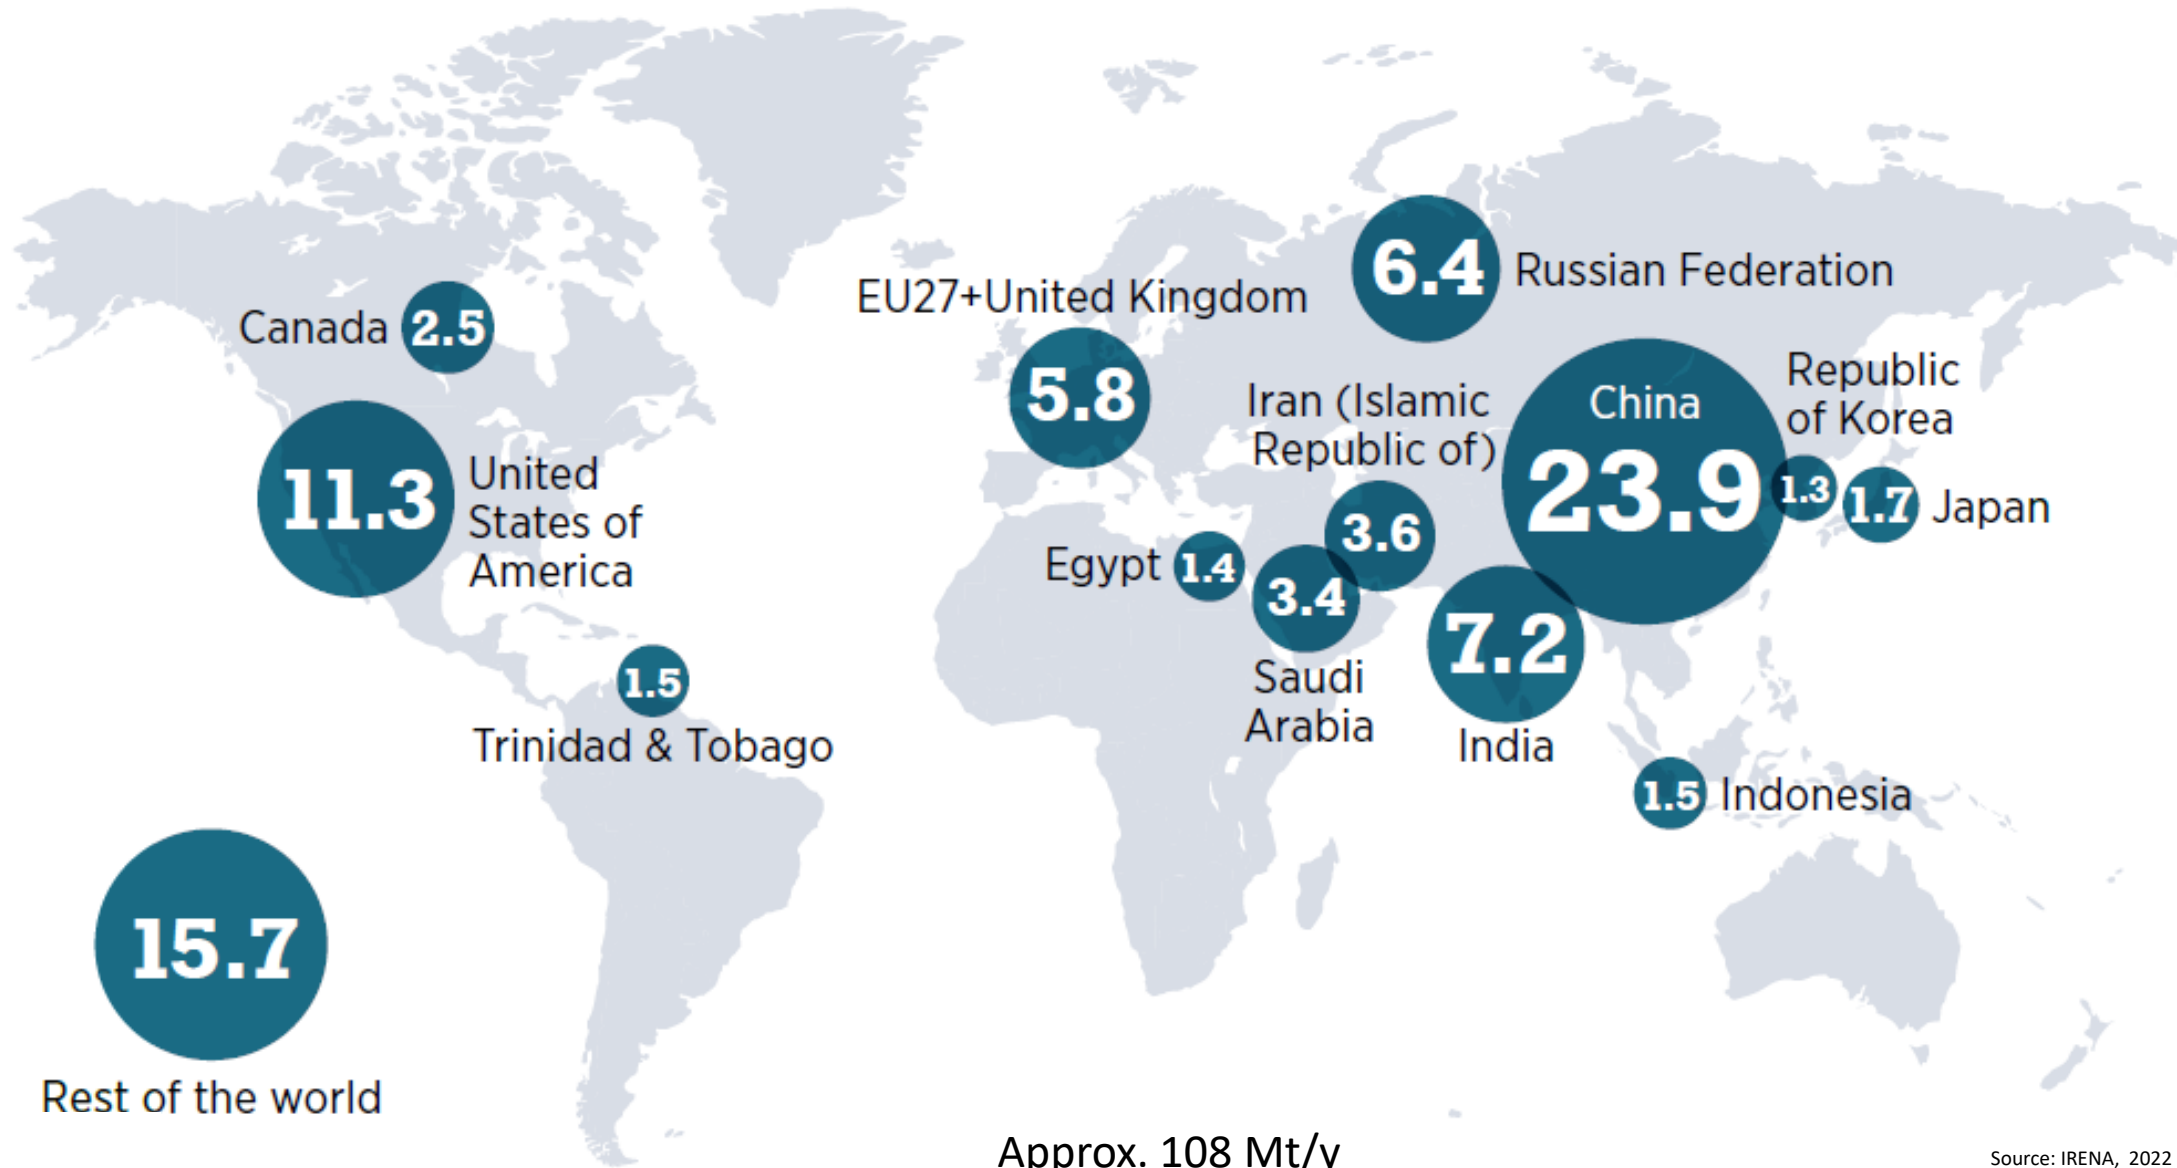 Canada 2.5
11.3
United
States of
America
1.5
Trinidad & Tobago
15.7
Rest of the world
EU27+United Kingdom
5.8
6.4 Russian Federation
Iran (Islamic
Republic of)
3.6
Egypt 1.4
3.4
Saudi
Arabia
China
23.9
Republic
of Korea
1.3
1.7 Japan
7.2
India
1.5 Indonesia
Approx. 108 Mt/y
Source: IRENA, 2022